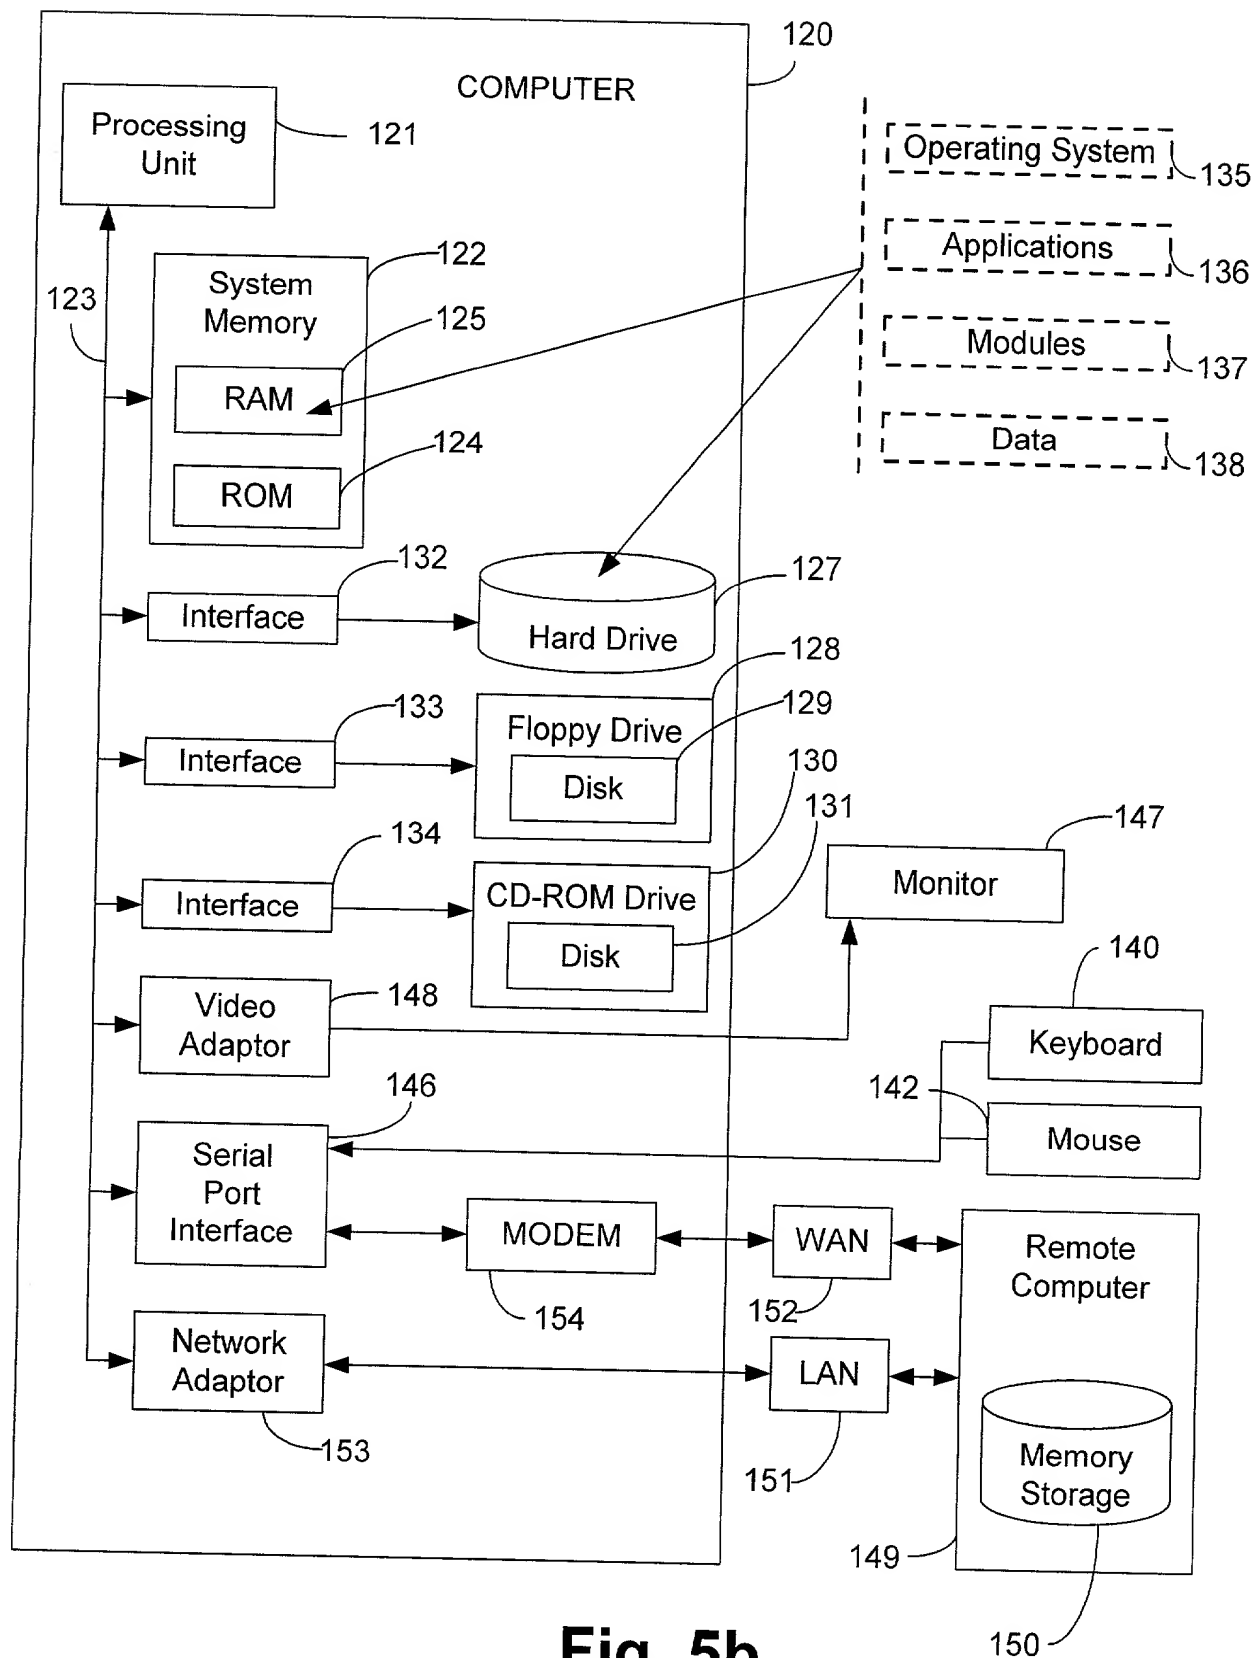 120
COMPUTER
Processing
Unit
121
Operating System
135
Applications
136
Modules
137
Data
138
123
System
Memory
122
125
RAM
124
ROM
132
Interface
127
Hard Drive
128
133
Interface
Floppy Drive
129
Disk
130
134
Interface
CD-ROM Drive
131
Disk
147
Monitor
148
Video
Adaptor
140
Keyboard
142
Mouse
146
Serial
Port
Interface
MODEM
154
WAN
152
Remote
Computer
Network
Adaptor
153
LAN
151
Memory
Storage
149
150
Fig. 5b